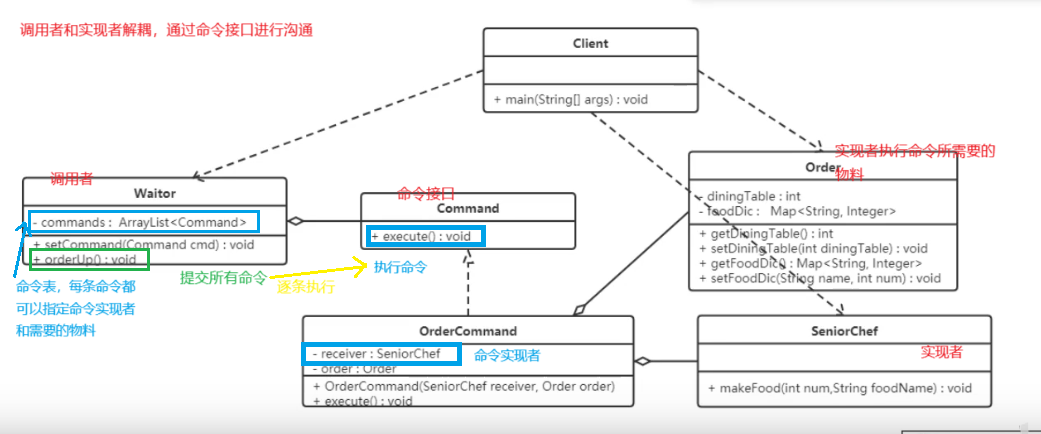 调用者和实现者解耦，通过命令接口进行沟通
Client
+ main(String[] args) : void
调用者
Waitor
- commands : ArrayList<Command>
+ setCommand(Command cmd) : void
+ orderUp() : void
命令接口
Command
+ execute() : void
实现者执行命令所需要的
物料
Order
- diningTable : int
- foodDic : Map<String, Integer>
+ getDiningTable() : int
+ setDiningTable(int diningTable) : void
+ getFoodDic() : Map<String, Integer>
+ setFoodDic(String name, int num) : void
提交所有命令
逐条执行
执行命令
命令表，每条命令都
可以指定命令实现者
和需要的物料
OrderCommand
- receiver : SeniorChef
- order : Order
+ OrderCommand(SeniorChef receiver, Order order)
+ execute() : void
命令实现者
SeniorChef
实现者
+ makeFood(int num,String foodName) : void